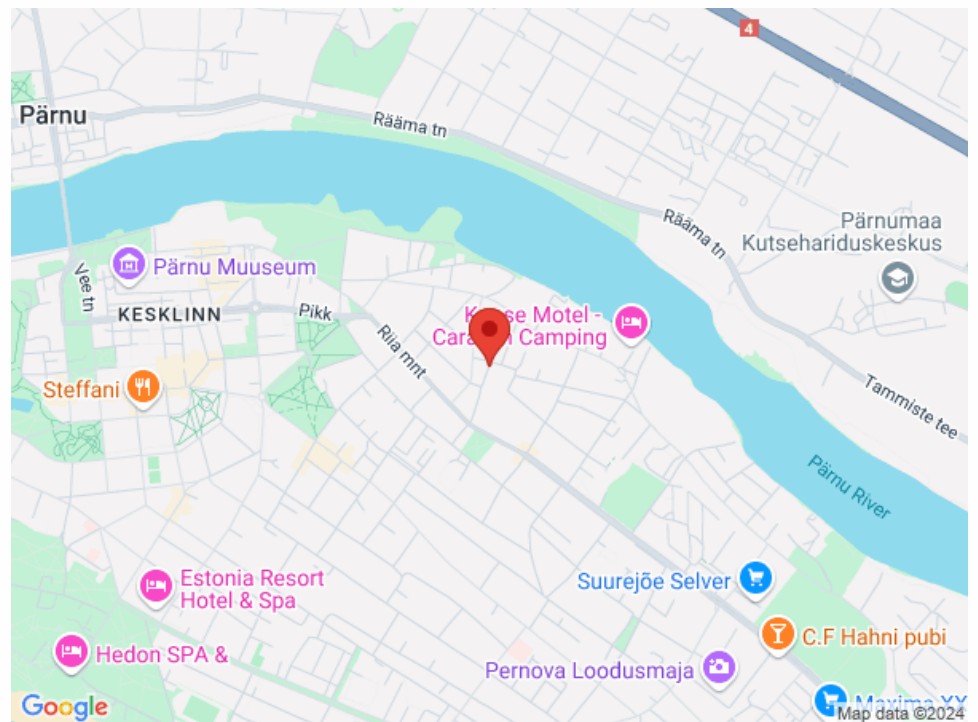 4
Pärnu
Rääma tn
Rääma tn
Pärnumaa
Kutsehariduskeskus
Vee tn
Pärnu Muuseum
KESKLINN
Pikk
Riia mnt
Motel -
Camping
Steffani
Tammiste tee
Pärnu River
Estonia Resort
Hotel & Spa
Suurejõe Selver
C.F Hahni pubi
Hedon SPA &
Pernova Loodusmaja
Maxima XX
Google
Map data ©2024